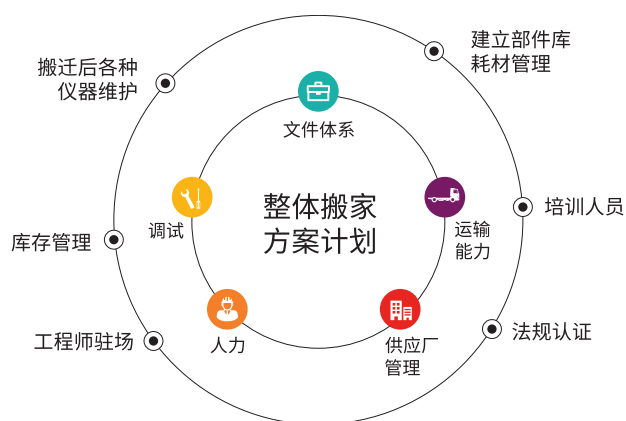 建立部件库
耗材管理
搬迁后各种
仪器维护
文件体系
整体搬家
方案计划
培训人员
运输
能力
调试
库存管理
法规认证
工程师驻场
人力
供应厂
管理